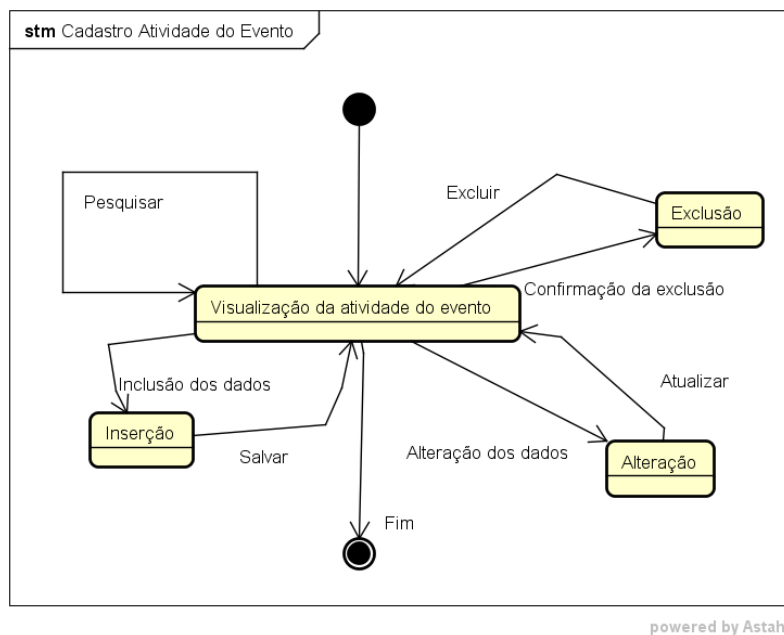 stm Cadastro Atividade do Evento
Pesquisar
Excluir
Exclusão
Confirmação da exclusão
Visualização da atividade do evento
Inclusão dos dados
Atualizar
Inserção
Salvar
Alteração dos dados
Alteração
Fim
powered by Astah